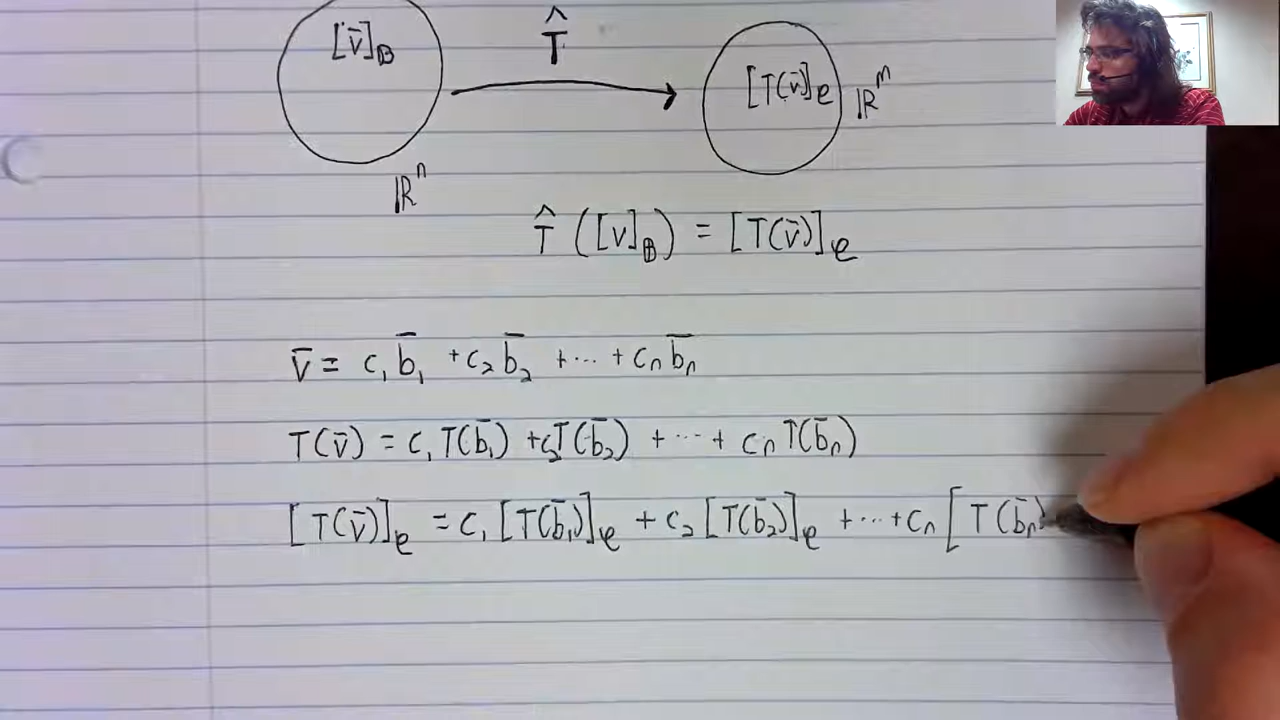 [v̄]_𝔹 T̂ [T(v̄)]_𝒞 ℝ^m
ℝ^n
T̂ ([v]_𝔹) = [T(v̄)]_𝒞
v̄ = c₁b̄₁ + c₂b̄₂ + ⋯ + cₙb̄ₙ
T(v̄) = c₁T(b̄₁) + c₂T(b̄₂) + ⋯ + cₙT(b̄ₙ)
[T(v̄)]_𝒞 = c₁[T(b̄₁)]_𝒞 + c₂[T(b̄₂)]_𝒞 + ⋯ + cₙ[T(b̄ₙ)